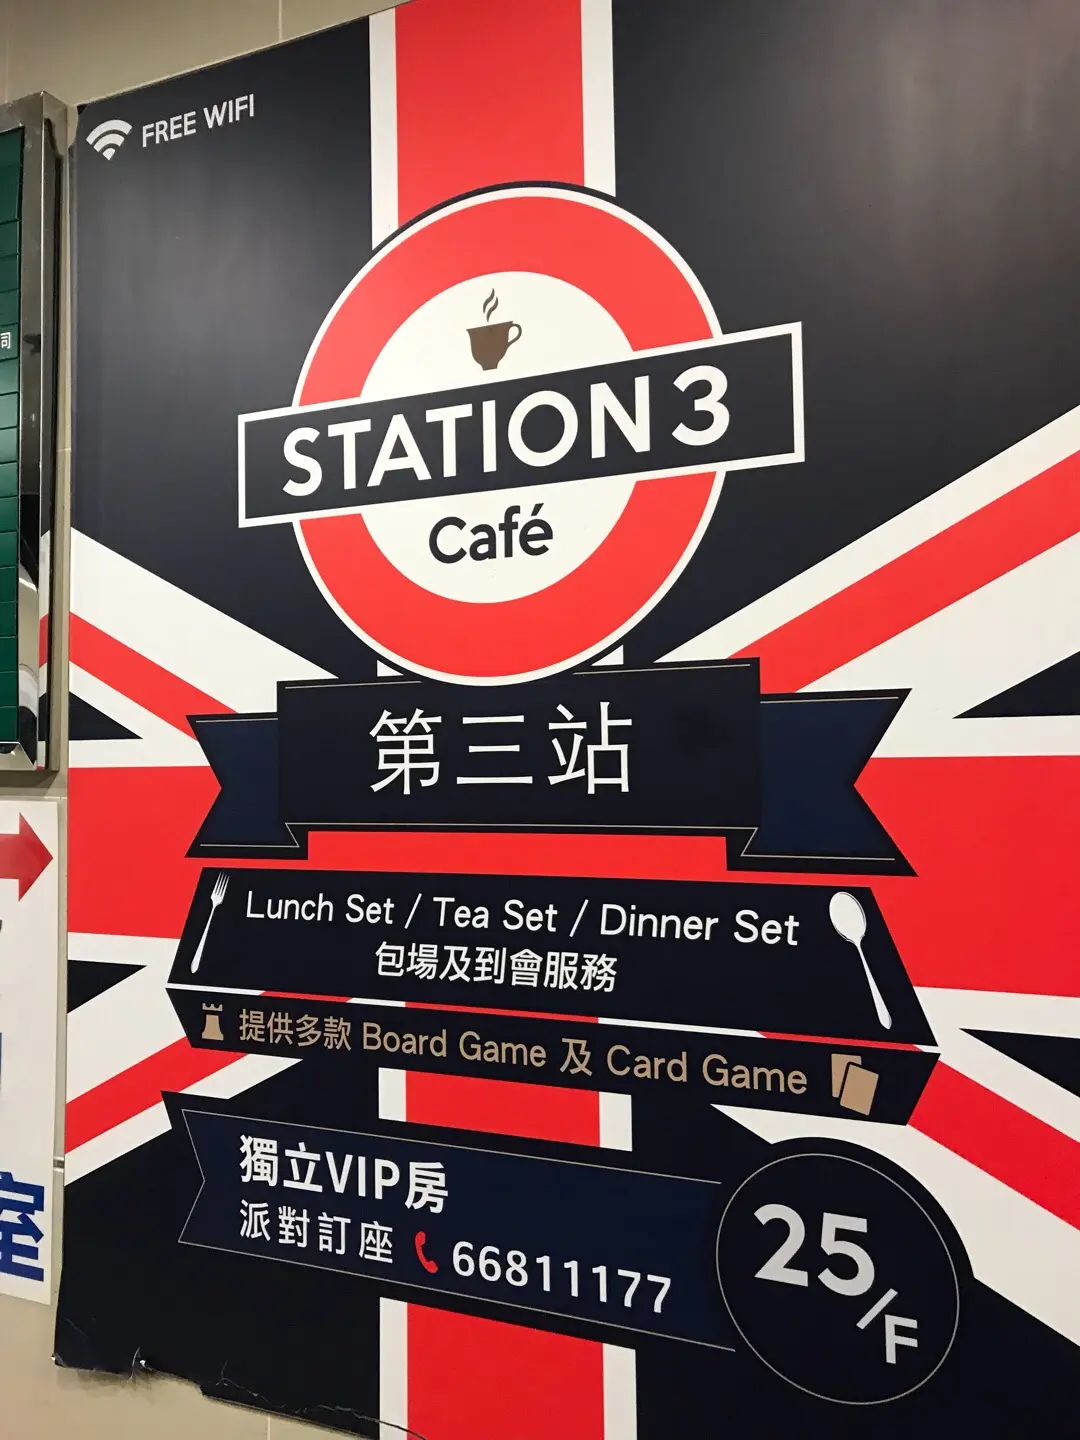 FREE WIFI
STATION 3
Café
第三站
Lunch Set / Tea Set / Dinner Set
包場及到會服務
提供多款 Board Game 及 Card Game
獨立VIP房
派對訂座 66811177
25/F
同
室